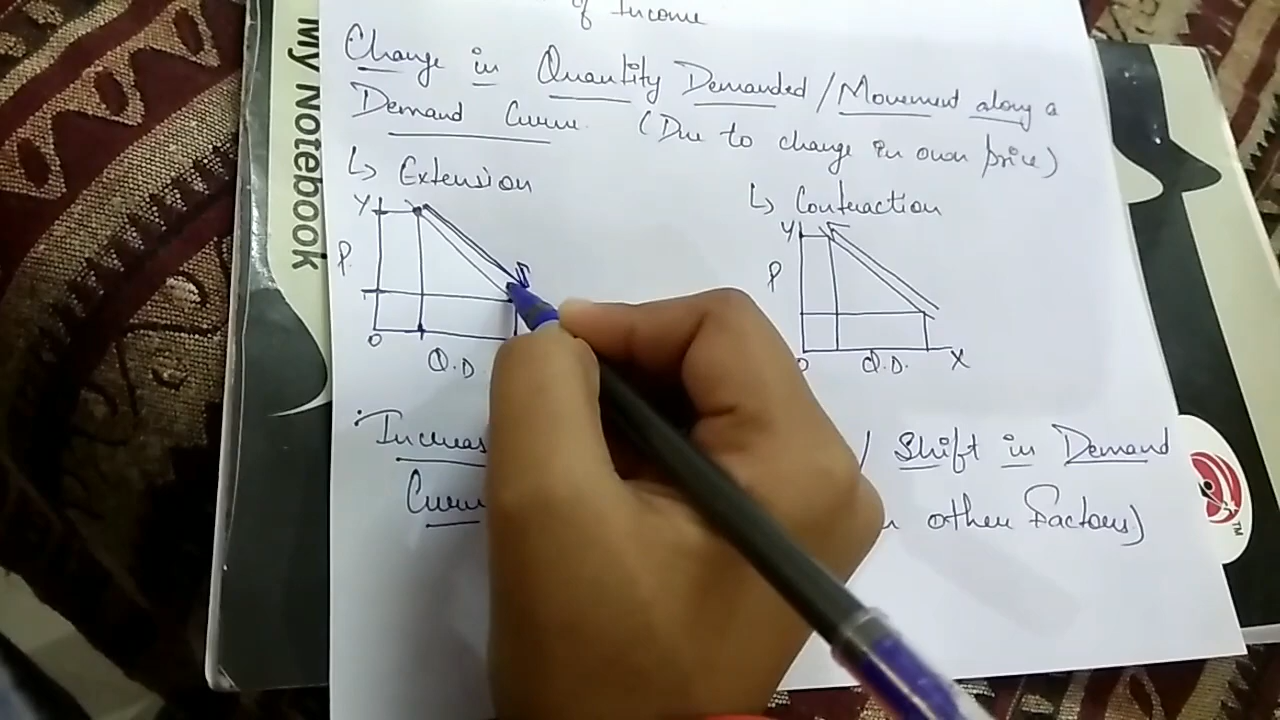 of Income
Change in Quantity Demanded / Movement along a
Demand Curve. (Due to change in own price)
↳ Extension
↳ Contraction
Y
P.
O
Q.D.
Y
P
O
Q.D.
X
Increas
/ Shift in Demand
Curve
other Factors)
My Notebook
TM